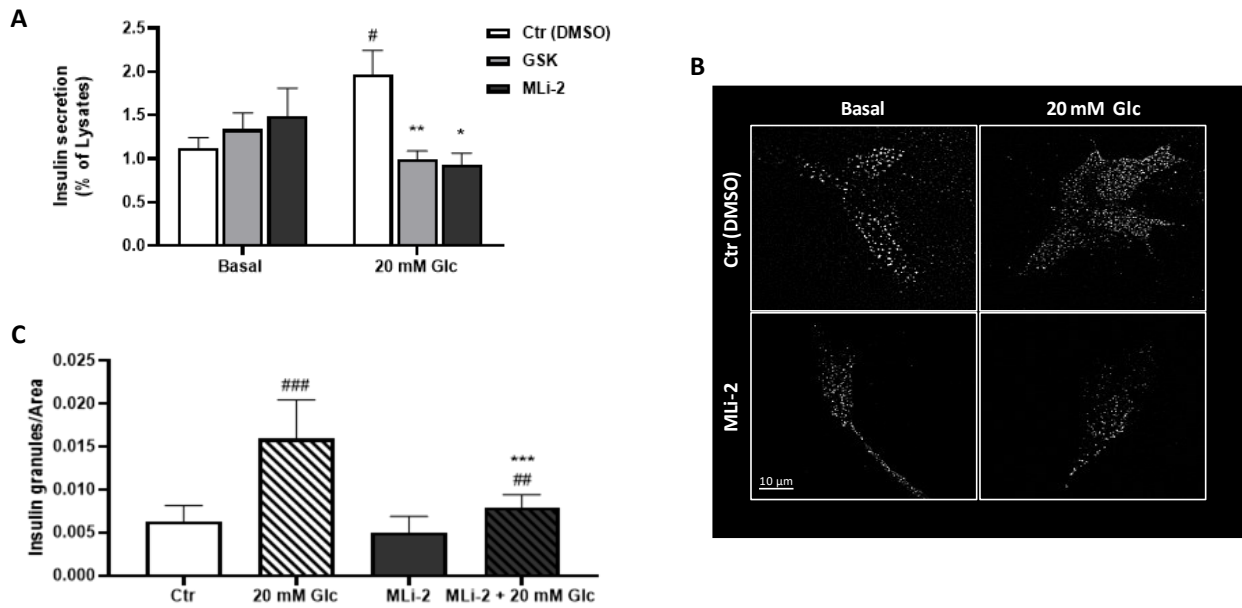 A
Insulin secretion
(% of Lysates)
2.5
2.0
1.5
1.0
0.5
0.0
#
**
*
Ctr (DMSO)
GSK
MLi-2
Basal
20 mM Glc
B
Basal
20 mM Glc
Ctr (DMSO)
MLi-2
10 µm
C
Insulin granules/Area
0.025
0.020
0.015
0.010
0.005
0.000
###
***
##
Ctr
20 mM Glc
MLi-2
MLi-2 + 20 mM Glc